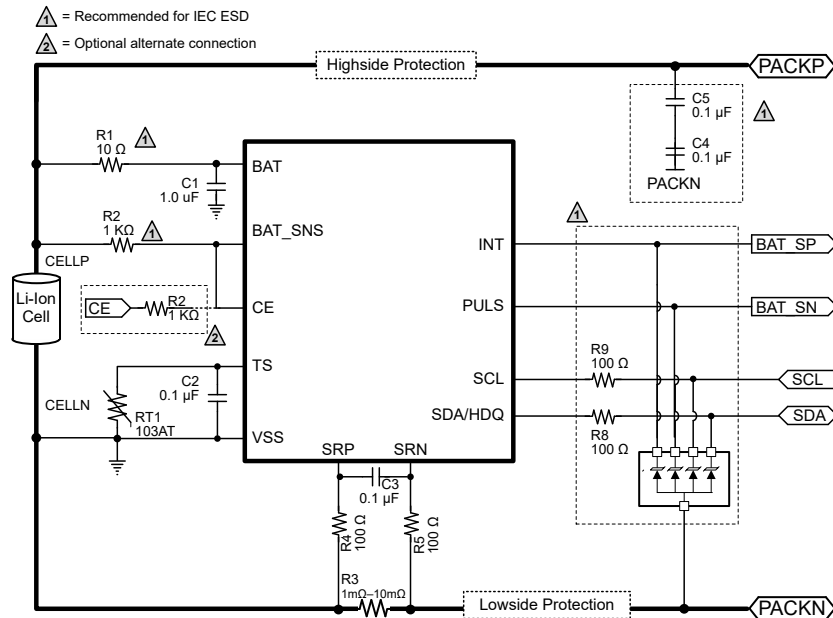 1 = Recommended for IEC ESD
2 = Optional alternate connection
Highside Protection
PACKP
C5
0.1 µF
1
C4
0.1 µF
PACKN
R1
10 Ω
1
BAT
C1
1.0 uF
R2
1 KΩ
1
BAT_SNS
CELLP
Li-Ion
Cell
CE
R2
1 KΩ
2
CE
TS
C2
0.1 µF
CELLN
RT1
103AT
VSS
SRP
SRN
INT
PULS
SCL
SDA/HDQ
1
BAT_SP
BAT_SN
R9
100 Ω
SCL
SDA
R8
100 Ω
C3
0.1 µF
R4
100 Ω
R5
100 Ω
R3
1mΩ–10mΩ
Lowside Protection
PACKN